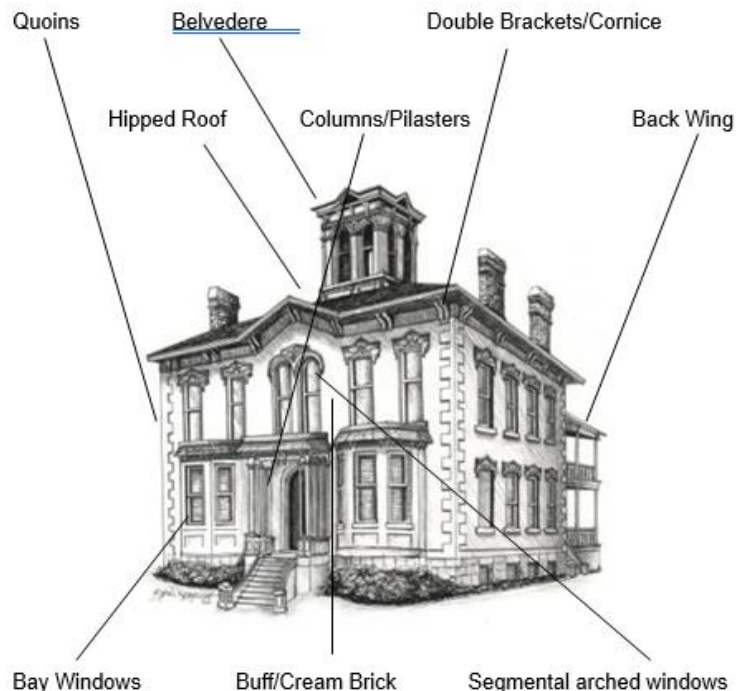 Quoins Belvedere Double Brackets/Cornice
Hipped Roof Columns/Pilasters Back Wing
Bay Windows Buff/Cream Brick Segmental arched windows